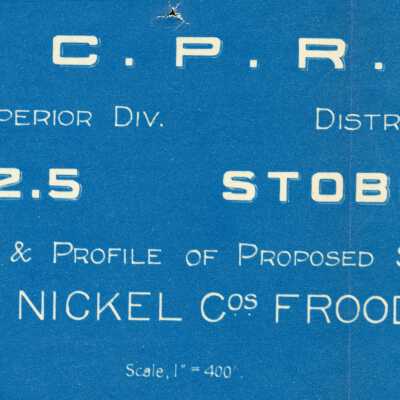 C.P.R.
PERIOR DIV. DISTR
2.5 STOB
& PROFILE OF PROPOSED S
NICKEL COS FROOD
Scale, 1" = 400'.